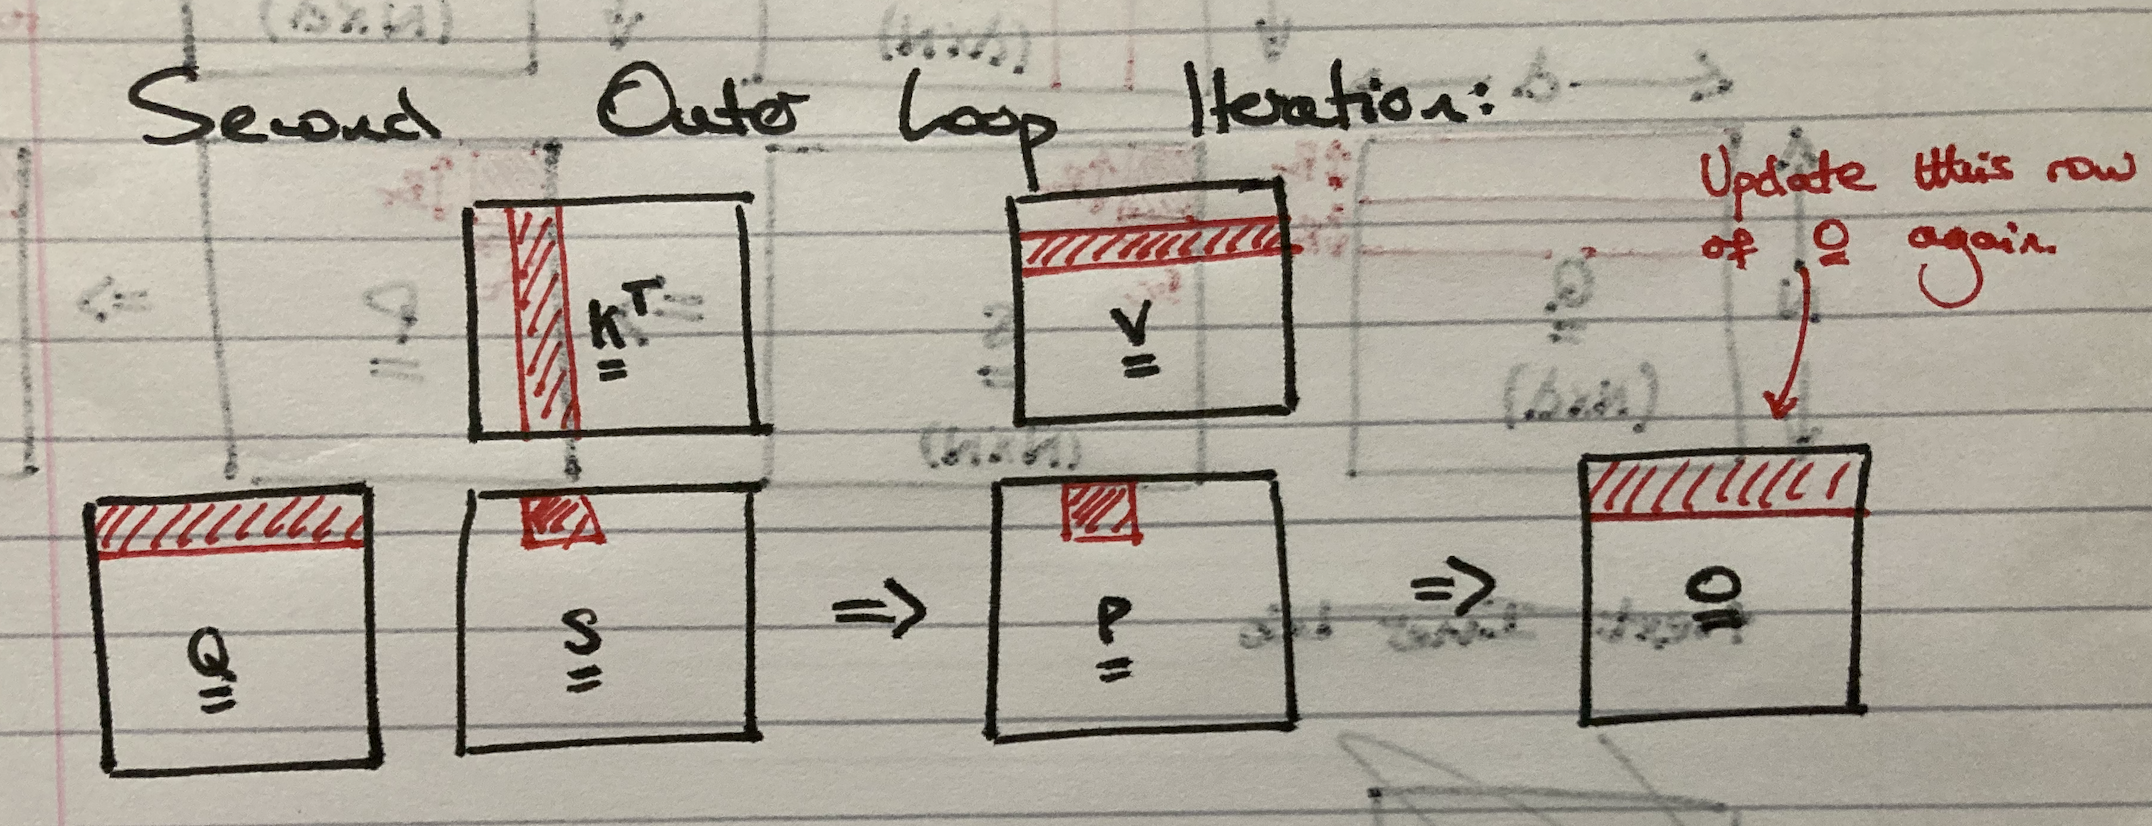 Second Outer Loop Iteration:
Update this row
of O again.
K^T
V
Q
S
=>
P
=>
O